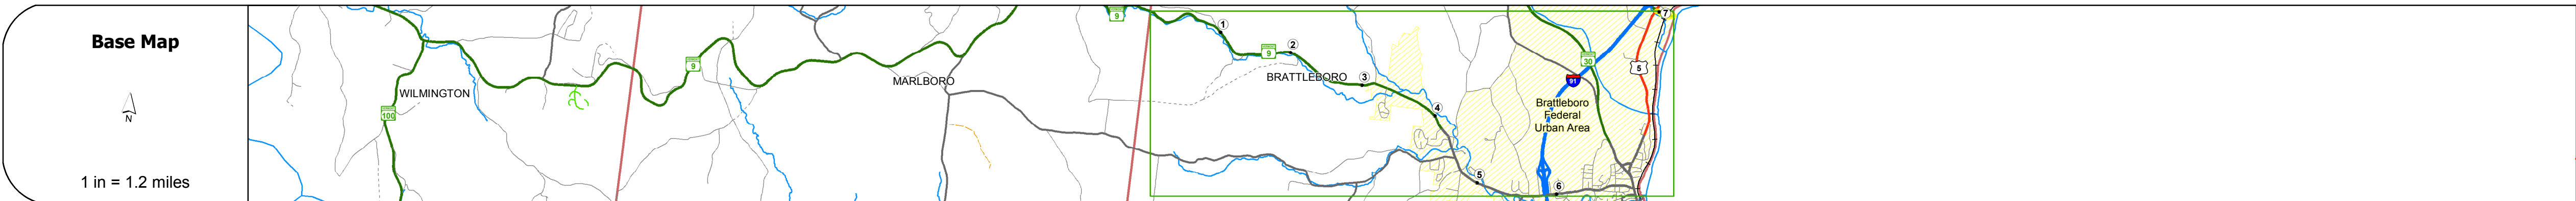 Base Map
N
1 in = 1.2 miles
WILMINGTON
100
9
MARLBORO
9
1
9
2
BRATTLEBORO
3
4
5
6
7
30
5
91
Brattleboro
Federal
Urban Area